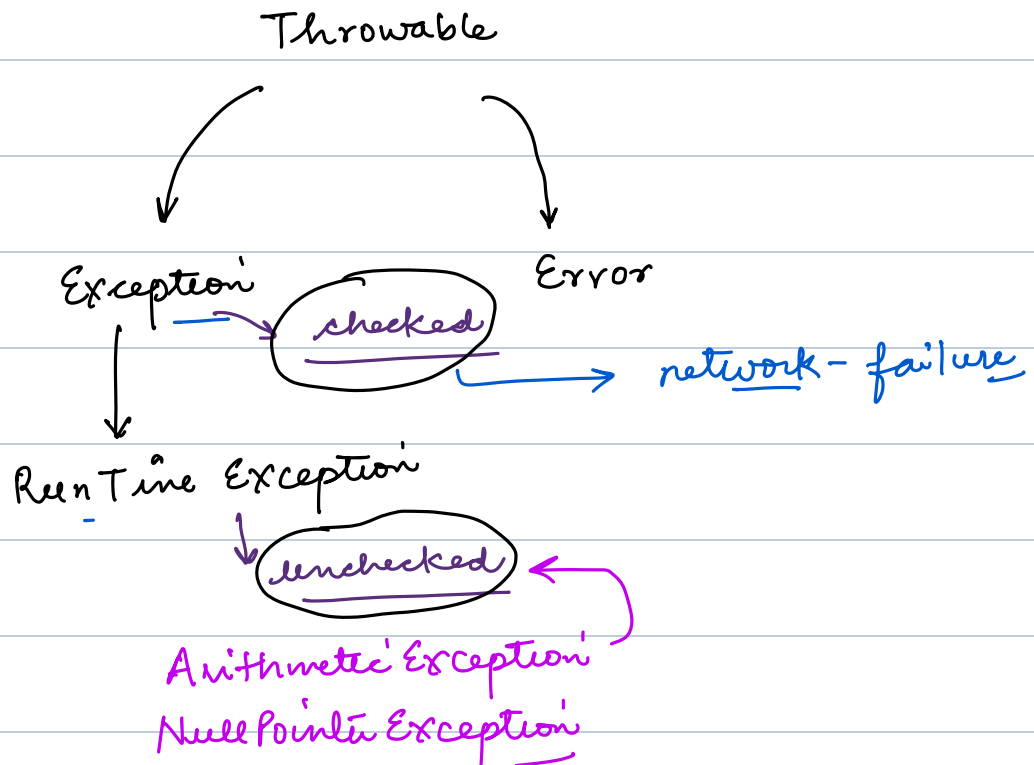 Throwable
Exception
Error
checked
network - failure
RunTime Exception
unchecked
Arithmetic Exception
NullPointer Exception